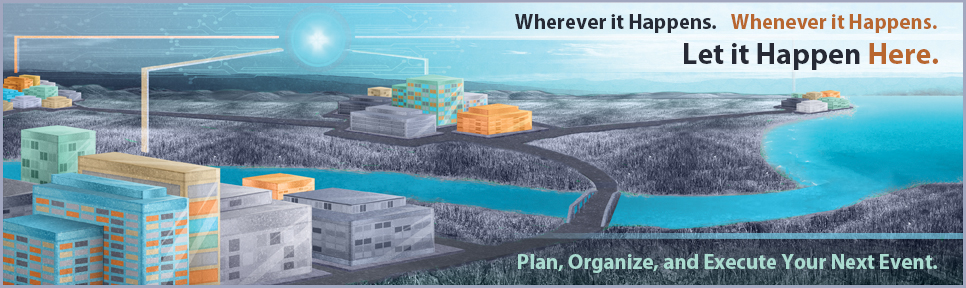 Wherever it Happens. Whenever it Happens.
Let it Happen Here.
Plan, Organize, and Execute Your Next Event.